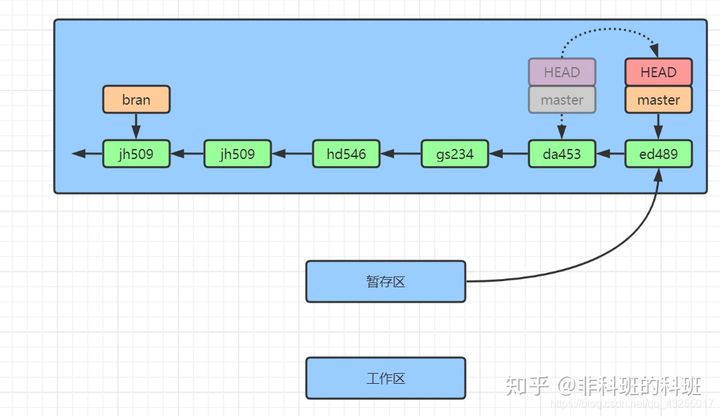 HEAD
HEAD
bran
master
master
jh509
jh509
hd546
gs234
da453
ed489
暂存区
工作区
知乎 @非科班的科班
https://blog.csdn.net/qq_43255017